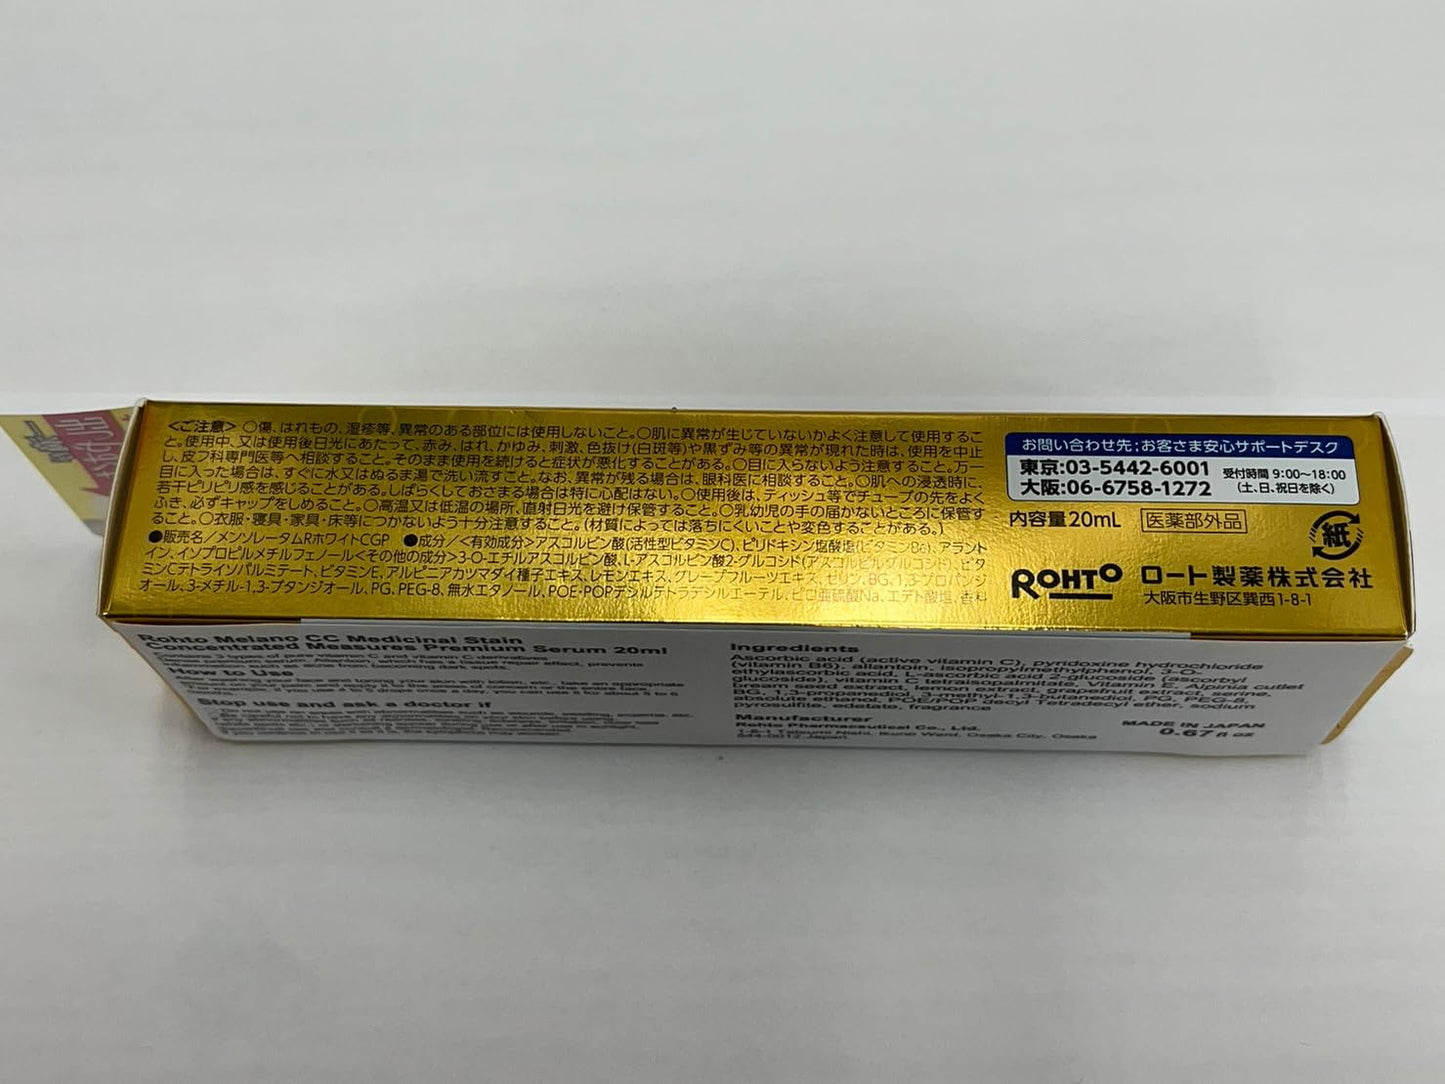 <ご注意> ○傷、はれもの、湿疹等、異常のある部位には使用しないこと。○肌に異常が生じていないかよく注意して使用するこ
と。使用中、又は使用後日光にあたって、赤み、はれ、かゆみ、刺激、色抜け(白斑等)や黒ずみ等の異常が現れた時は、使用を中止
し、皮フ科専門医等へ相談すること。そのまま使用を続けると症状が悪化することがある。○目に入らないよう注意すること。万一
目に入った場合は、すぐに水又はぬるま湯で洗い流すこと。なお、異常が残る場合は、眼科医に相談すること。○肌への浸透時に、
若干ピリピリ感を感じることがある。しばらくしておさまる場合は特に心配はない。○使用後は、ティッシュ等でチューブの先をよく
ふき、必ずキャップをしめること。○高温又は低温の場所、直射日光を避け保管すること。○乳幼児の手の届かないところに保管す
ること。○衣服・寝具・家具・床等につかないよう十分注意すること。(材質によっては落ちにくいことや変色することがある。)
●販売名/メンソレータムRホワイトCGP ●成分/<有効成分>アスコルビン酸(活性型ビタミンC)、ピリドキシン塩酸塩(ビタミンB6)、アラント
イン、イソプロピルメチルフェノール<その他の成分>3-O-エチルアスコルビン酸、L-アスコルビン酸2-グルコシド(アスコルビルグルコシド)、ビタ
ミンCテトライソパルミテート、ビタミンE、アルピニアカツマダイ種子エキス、レモンエキス、グレープフルーツエキス、セリン、BG、1,3-プロパンジ
オール、3-メチル-1,3-ブタンジオール、PG、PEG-8、無水エタノール、POE・POPデシルテトラデシルエーテル、ピロ亜硫酸Na、エデト酸塩、香料
お問い合わせ先:お客さま安心サポートデスク
東京:03-5442-6001
大阪:06-6758-1272
受付時間 9:00~18:00
(土、日、祝日を除く)
内容量20mL 医薬部外品
紙
ROHTO ロート製薬株式会社
大阪市生野区巽西1-8-1
Rohto Melano CC Medicinal Stain
Concentrated Measures Premium Serum 20ml
How to Use
Stop use and ask a doctor if
Ingredients
Ascorbic acid (active vitamin C), pyridoxine hydrochloride
(vitamin B6), allantoin, isopropylmethylphenol, 3-O-
ethylascorbic acid, L-ascorbic acid 2-glucoside (ascorbyl
glucoside), vitamin C tetraisopalmitate, vitamin E, Alpinia cutlet
bream seed extract, lemon extract, grapefruit extract, serine,
BG, 1,3-propanediol, 3-methyl-1,3-butanediol, PG, PEG-8,
absolute ethanol, POE/POP decyl Tetradecyl ether, sodium
pyrosulfite, edetate, fragrance
Manufacturer
Rohto Pharmaceutical Co., Ltd.
1-8-1 Tatsumi Nishi, Ikuno Ward, Osaka City, Osaka
544-0012 Japan
MADE IN JAPAN
0.67 fl oz